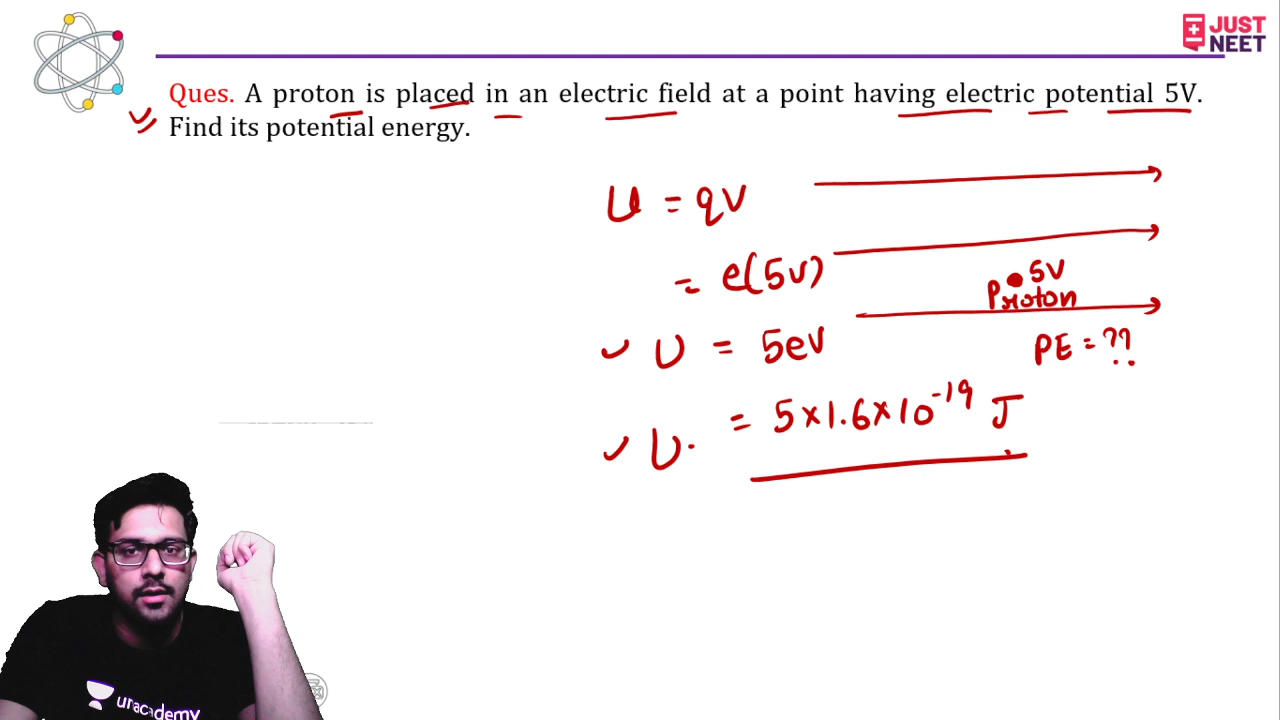 JUST
NEET
Ques. A proton is placed in an electric field at a point having electric potential 5V.
Find its potential energy.
U = qV
= e(5V)
5V
Proton
U = 5eV
PE = ??
= 5×1.6×10⁻¹⁹ J
U.
unacademy